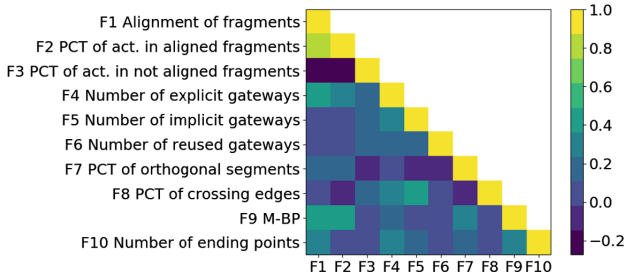 F1 Alignment of fragments
F2 PCT of act. in aligned fragments
F3 PCT of act. in not aligned fragments
F4 Number of explicit gateways
F5 Number of implicit gateways
F6 Number of reused gateways
F7 PCT of orthogonal segments
F8 PCT of crossing edges
F9 M-BP
F10 Number of ending points
F1 F2 F3 F4 F5 F6 F7 F8 F9 F10
1.0
0.8
0.6
0.4
0.2
0.0
−0.2